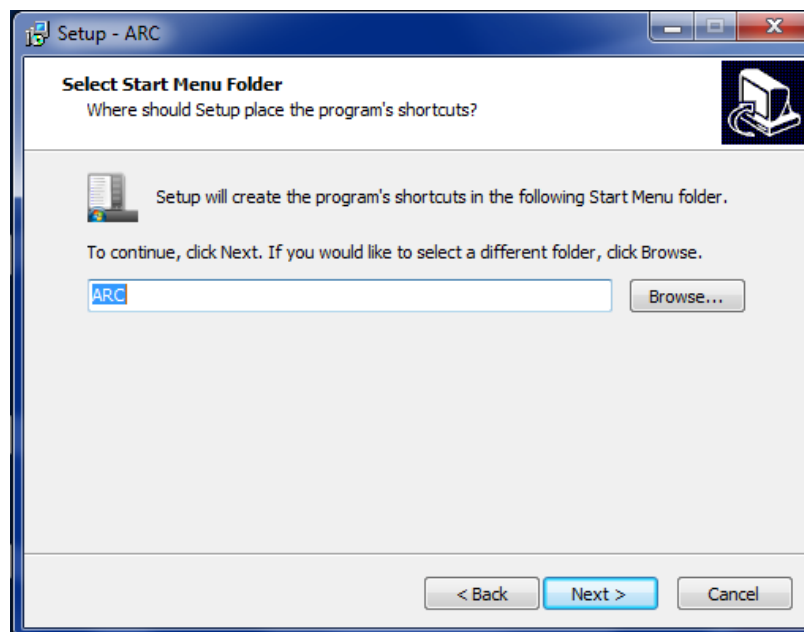 Setup - ARC
Select Start Menu Folder
Where should Setup place the program's shortcuts?
Setup will create the program's shortcuts in the following Start Menu folder.
To continue, click Next. If you would like to select a different folder, click Browse.
ARC
Browse...
< Back
Next >
Cancel